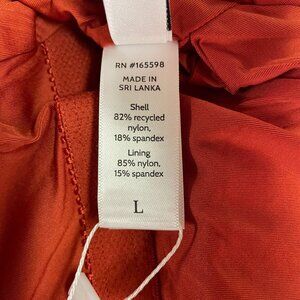 RN #165598
MADE IN
SRI LANKA
Shell
82% recycled
nylon,
18% spandex
Lining
85% nylon,
15% spandex
L